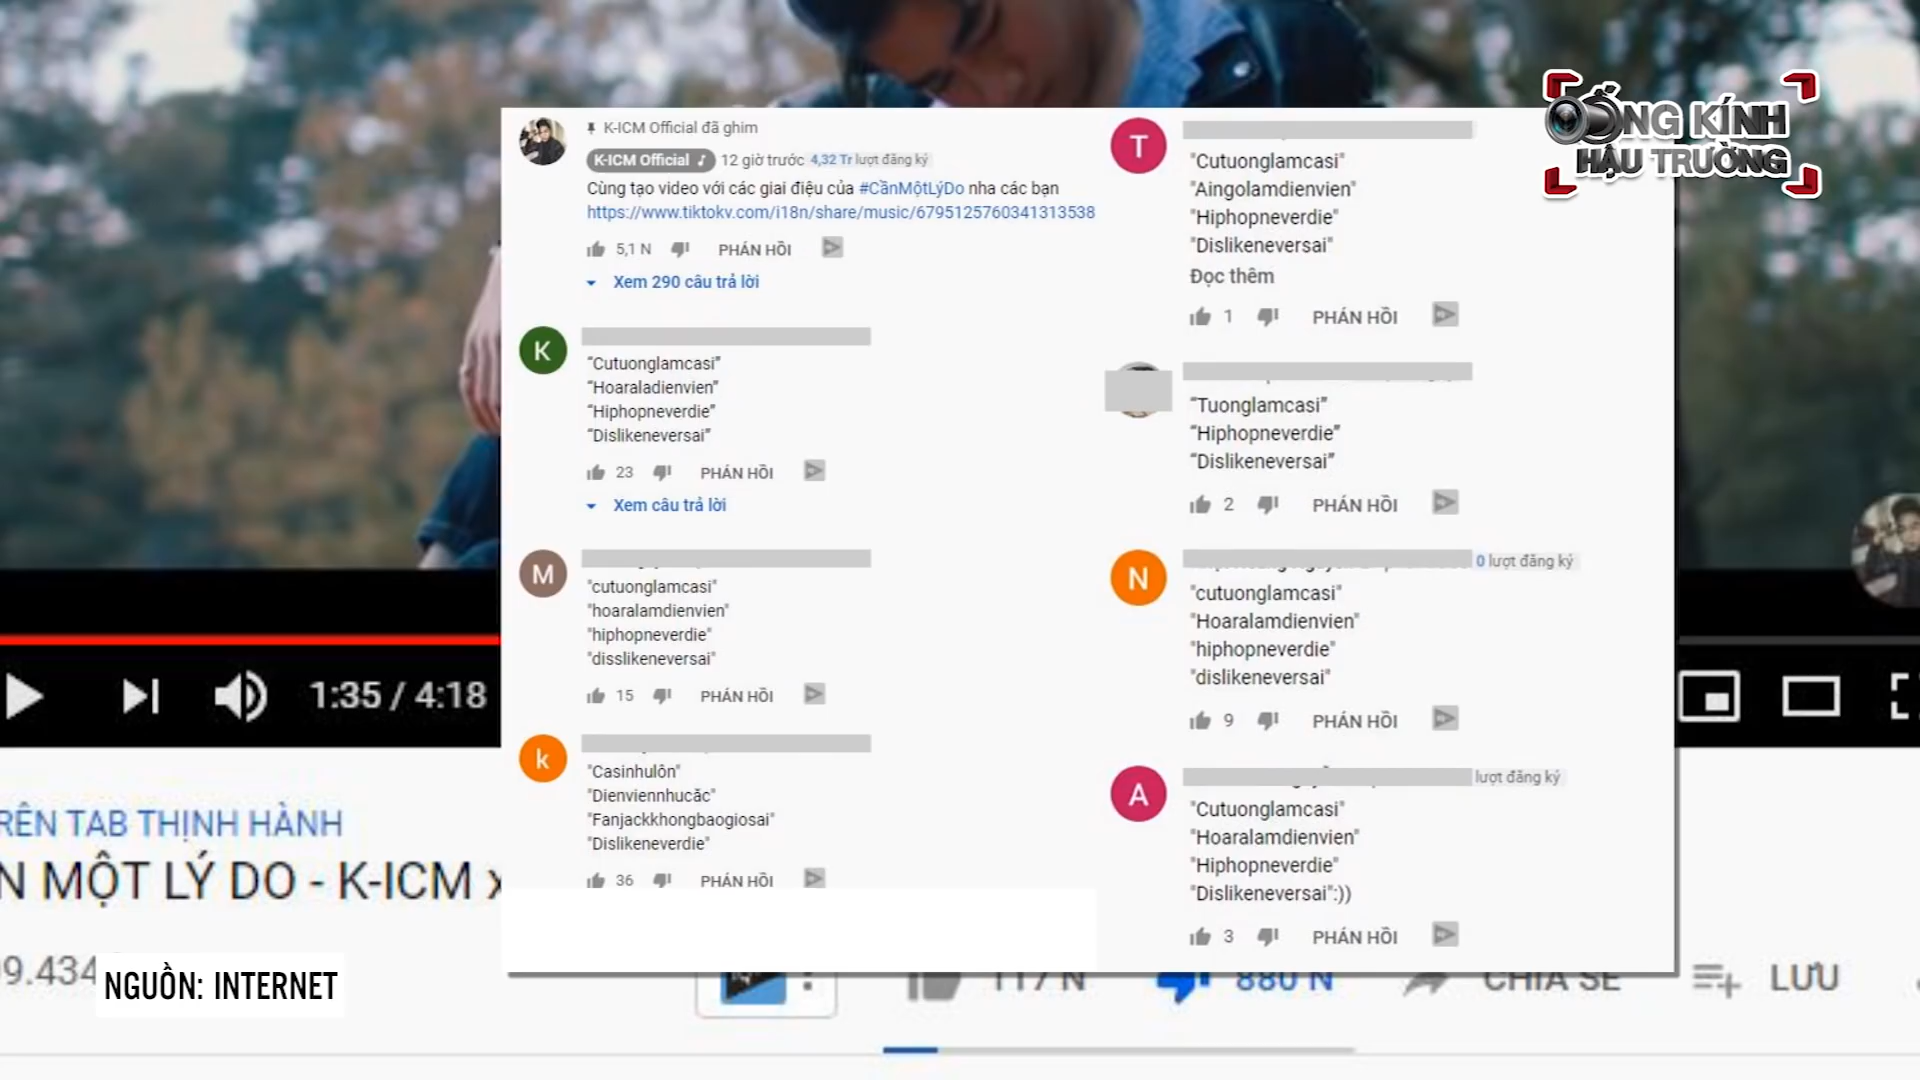 ỐNG KÍNH
HẬU TRƯỜNG
K-ICM Official đã ghim
K-ICM Official 12 giờ trước 4,32 Tr lượt đăng ký
Cùng tạo video với các giai điệu của #CầnMộtLýDo nha các bạn
https://www.tiktokv.com/i18n/share/music/6795125760341313538
5,1 N PHẢN HỒI
Xem 290 câu trả lời
K
“Cutuonglamcasi”
“Hoaraladienvien”
“Hiphopneverdie”
“Dislikeneversai”
23 PHẢN HỒI
Xem câu trả lời
M
"cutuonglamcasi"
"hoaralamdienvien"
"hiphopneverdie"
"disslikeneversai"
15 PHẢN HỒI
k
"Casinhulôn"
"Dienviennhucăc"
"Fanjackkhongbaogiosai"
"Dislikeneverdie"
36 PHẢN HỒI
T
"Cutuonglamcasi"
"Aingolamdienvien"
"Hiphopneverdie"
"Dislikeneversai"
Đọc thêm
1 PHẢN HỒI
“Tuonglamcasi”
“Hiphopneverdie”
“Dislikeneversai”
2 PHẢN HỒI
N
0 lượt đăng ký
"cutuonglamcasi"
"Hoaralamdienvien"
"hiphopneverdie"
"dislikeneversai"
9 PHẢN HỒI
A
lượt đăng ký
"Cutuonglamcasi"
"Hoaralamdienvien"
"Hiphopneverdie"
"Dislikeneversai":))
3 PHẢN HỒI
1:35 / 4:18
RÊN TAB THỊNH HÀNH
N MỘT LÝ DO - K-ICM x
9.434
NGUỒN: INTERNET
117 N 880 N CHIA SẺ LƯU